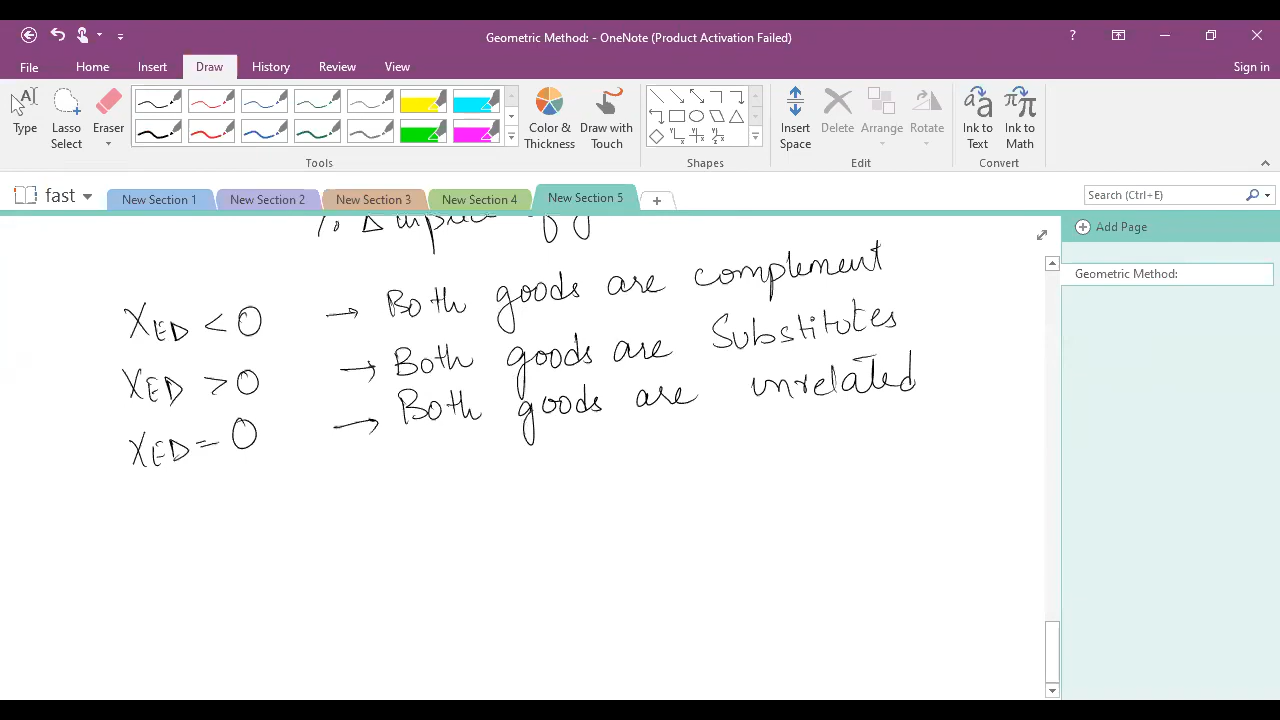 Geometric Method: - OneNote (Product Activation Failed)
?
File Home Insert Draw History Review View Sign in
Type Lasso Select Eraser Color & Thickness Draw with Touch Insert Space Delete Arrange Rotate Ink to Text Ink to Math
Tools Shapes Edit Convert
fast New Section 1 New Section 2 New Section 3 New Section 4 New Section 5 Search (Ctrl+E)
Add Page
Geometric Method:
% Δ in price of y
XED < 0 → Both goods are complement
XED > 0 → Both goods are Substitutes
XED = 0 → Both goods are unrelated